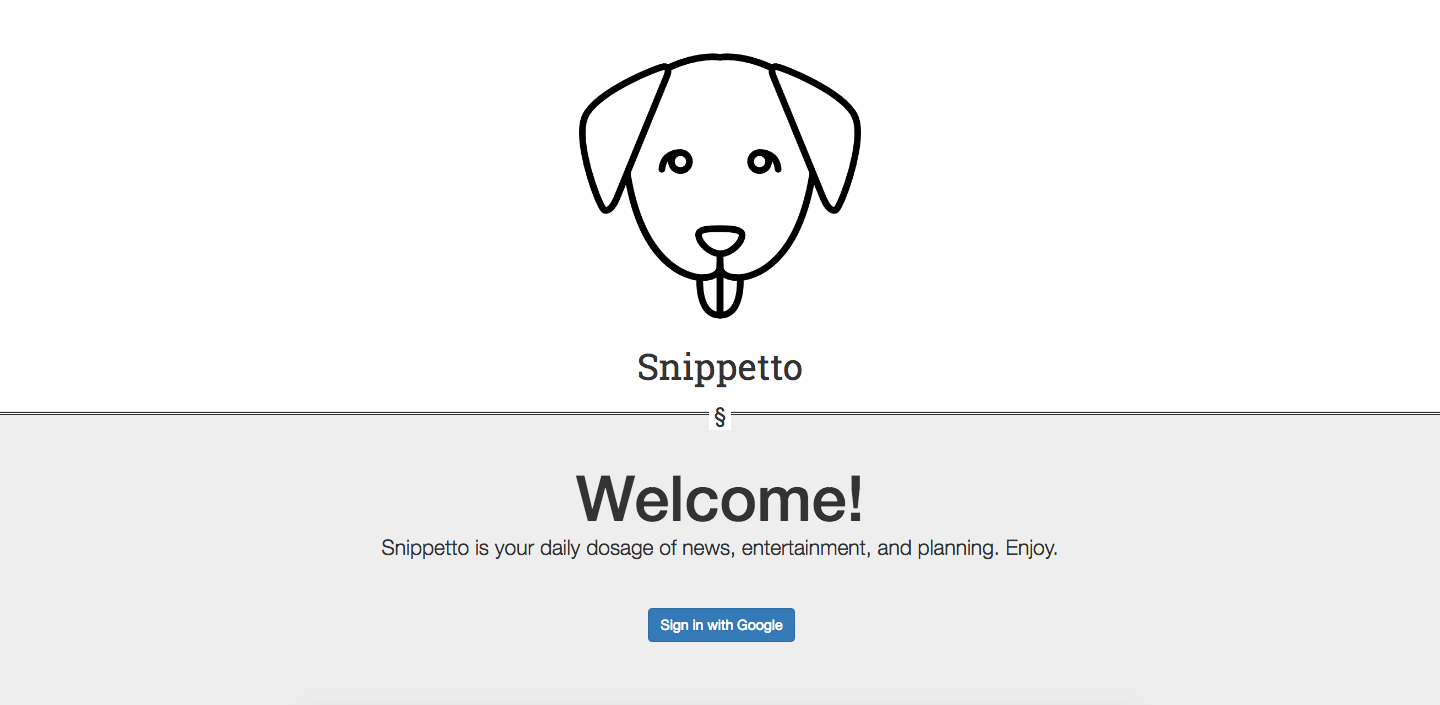 Snippetto
§
Welcome!
Snippetto is your daily dosage of news, entertainment, and planning. Enjoy.
Sign in with Google